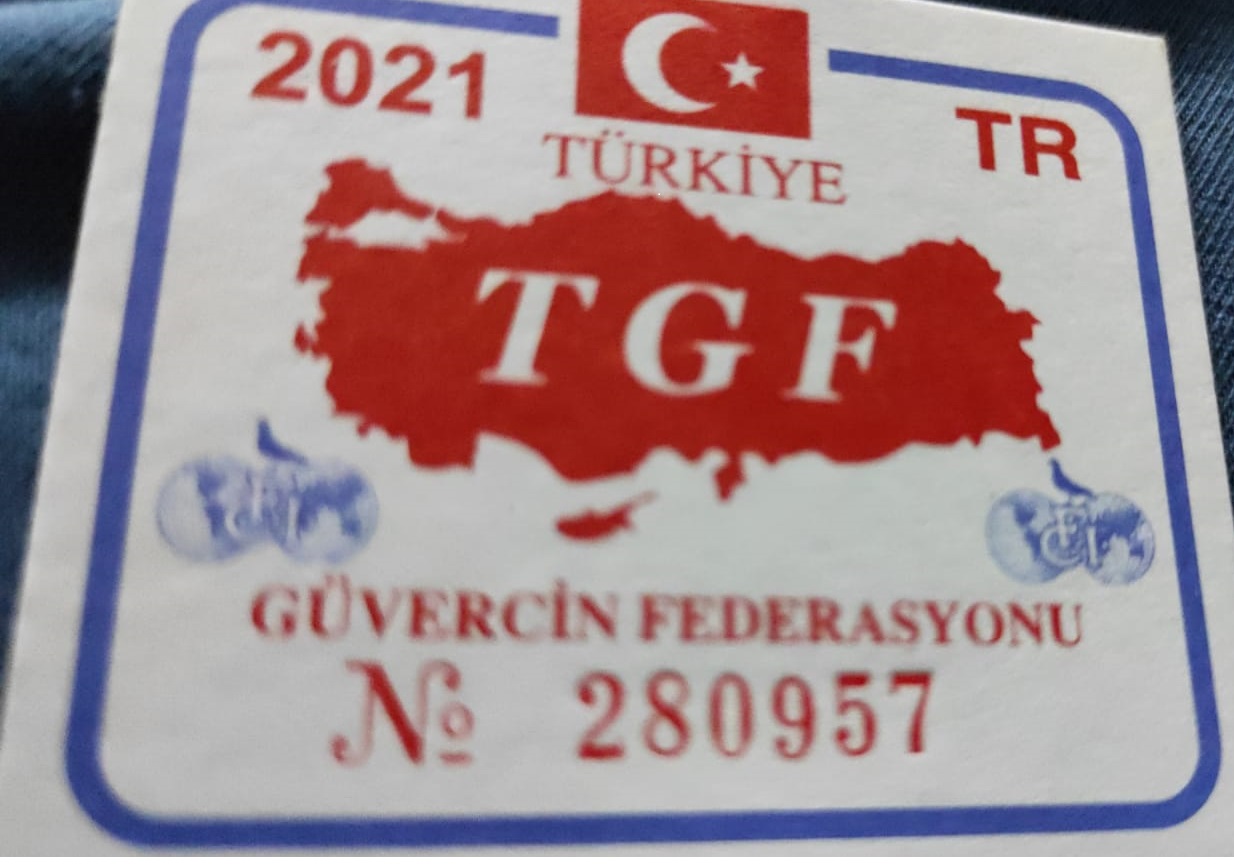 2021
TR
TÜRKİYE
TGF
GÜVERCİN FEDERASYONU
№ 280957